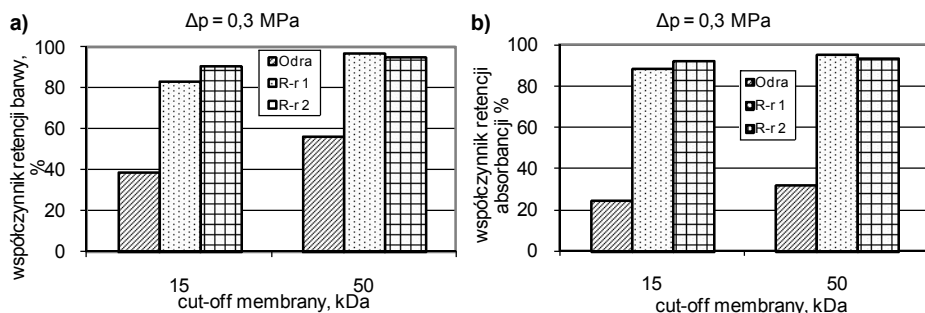 a)
Δp = 0,3 MPa
współczynnik retencji barwy,
%
100
80
60
40
20
0
Odra
R-r 1
R-r 2
15
50
cut-off membrany, kDa
b)
Δp = 0,3 MPa
współczynnik retencji
absorbancji %
100
80
60
40
20
0
Odra
R-r 1
R-r 2
15
50
cut-off membrany, kDa